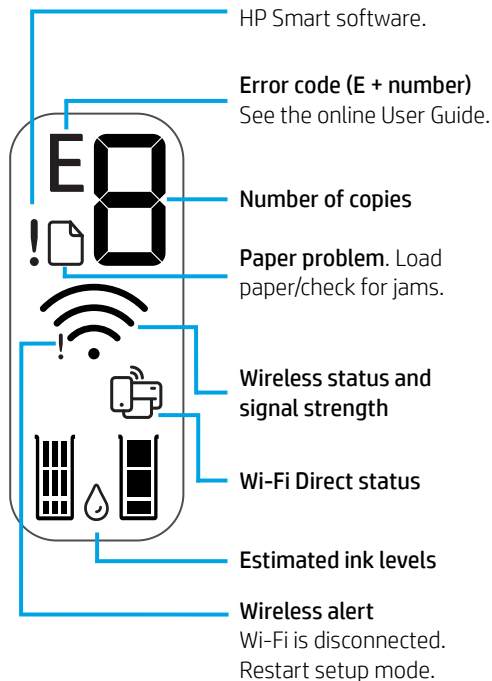 HP Smart software.
Error code (E + number)
See the online User Guide.
E8
Number of copies
!
Paper problem. Load
paper/check for jams.
!
Wireless status and
signal strength
Wi-Fi Direct status
Estimated ink levels
Wireless alert
Wi-Fi is disconnected.
Restart setup mode.